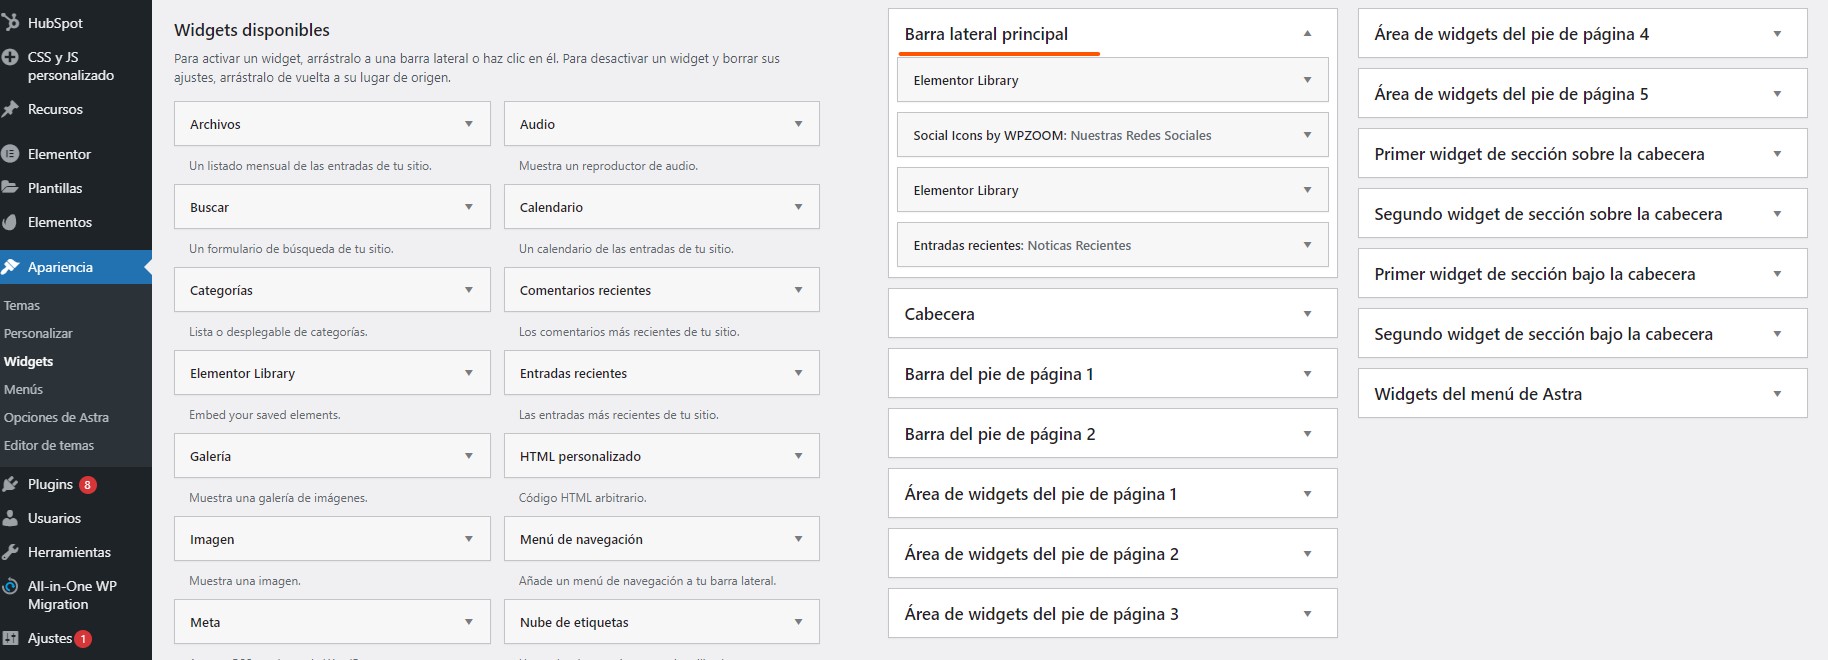 HubSpot
CSS y JS
personalizado
Recursos
Elementor
Plantillas
Elementos
Apariencia
Temas
Personalizar
Widgets
Menús
Opciones de Astra
Editor de temas
Plugins 8
Usuarios
Herramientas
All-in-One WP
Migration
Ajustes 1
Widgets disponibles
Para activar un widget, arrástralo a una barra lateral o haz clic en él. Para desactivar un widget y borrar sus
ajustes, arrástralo de vuelta a su lugar de origen.
Archivos
Un listado mensual de las entradas de tu sitio.
Audio
Muestra un reproductor de audio.
Buscar
Un formulario de búsqueda de tu sitio.
Calendario
Un calendario de las entradas de tu sitio.
Categorías
Lista o desplegable de categorías.
Comentarios recientes
Los comentarios más recientes de tu sitio.
Elementor Library
Embed your saved elements.
Entradas recientes
Las entradas más recientes de tu sitio.
Galería
Muestra una galería de imágenes.
HTML personalizado
Código HTML arbitrario.
Imagen
Muestra una imagen.
Menú de navegación
Añade un menú de navegación a tu barra lateral.
Meta
Nube de etiquetas
Barra lateral principal
Elementor Library
Social Icons by WPZOOM: Nuestras Redes Sociales
Elementor Library
Entradas recientes: Noticas Recientes
Cabecera
Barra del pie de página 1
Barra del pie de página 2
Área de widgets del pie de página 1
Área de widgets del pie de página 2
Área de widgets del pie de página 3
Área de widgets del pie de página 4
Área de widgets del pie de página 5
Primer widget de sección sobre la cabecera
Segundo widget de sección sobre la cabecera
Primer widget de sección bajo la cabecera
Segundo widget de sección bajo la cabecera
Widgets del menú de Astra